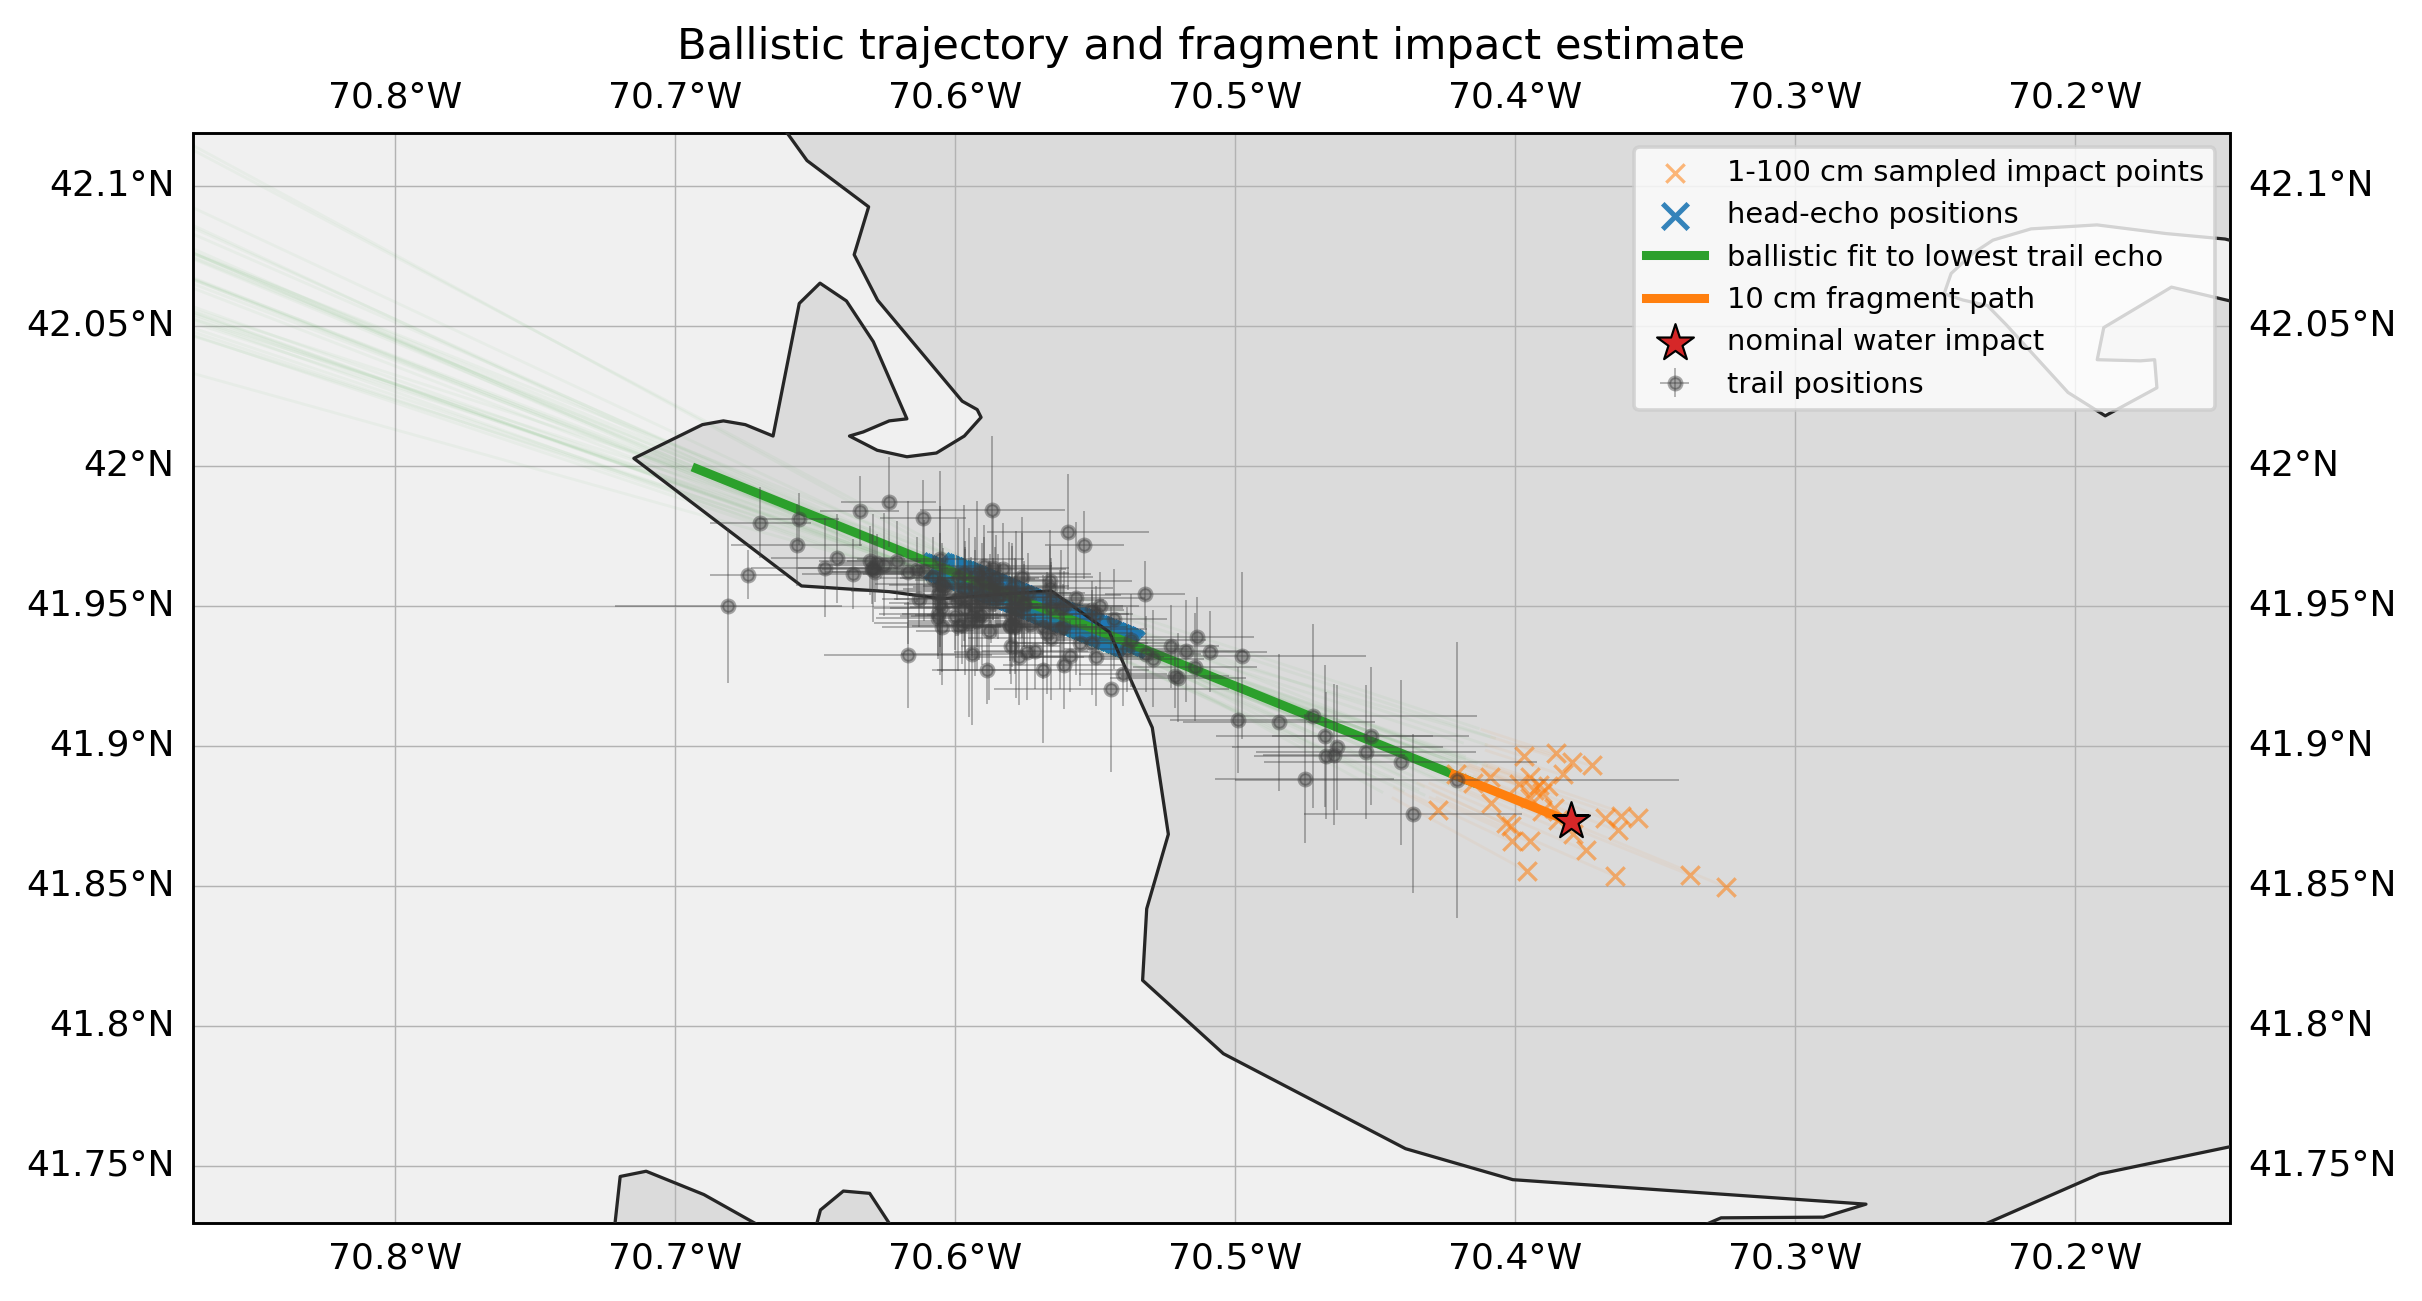 Ballistic trajectory and fragment impact estimate
70.8°W 70.7°W 70.6°W 70.5°W 70.4°W 70.3°W 70.2°W
42.1°N 42.1°N
42.05°N 42.05°N
42°N 42°N
41.95°N 41.95°N
41.9°N 41.9°N
41.85°N 41.85°N
41.8°N 41.8°N
41.75°N 41.75°N
1-100 cm sampled impact points
head-echo positions
ballistic fit to lowest trail echo
10 cm fragment path
nominal water impact
trail positions
70.8°W 70.7°W 70.6°W 70.5°W 70.4°W 70.3°W 70.2°W